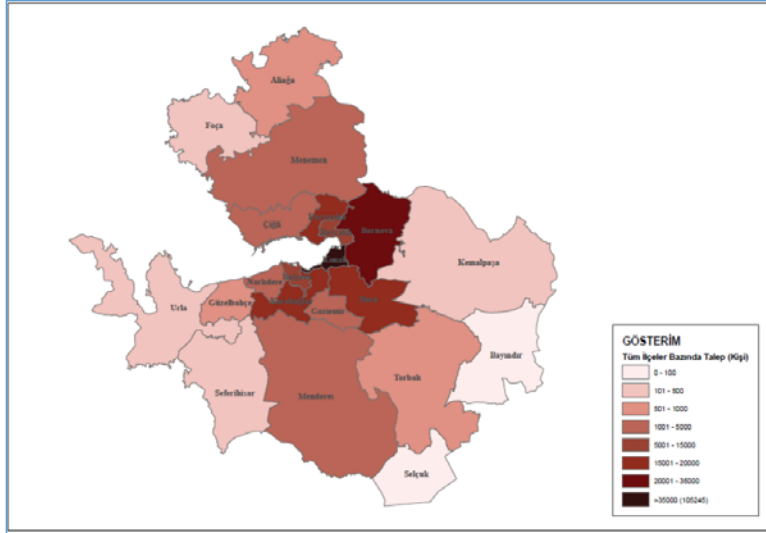 Aliağa
Foça
Menemen
Çiğli
Bornova
Konak
Kemalpaşa
Narlıdere
Urla
Güzelbahçe
Buca
Gaziemir
Bayındır
Seferihisar
Menderes
Torbalı
Selçuk
GÖSTERİM
Tüm İlçeler Bazında Talep (Kişi)
0 - 100
101 - 500
501 - 1000
1001 - 5000
5001 - 15000
15001 - 20000
20001 - 35000
>35000 (105245)